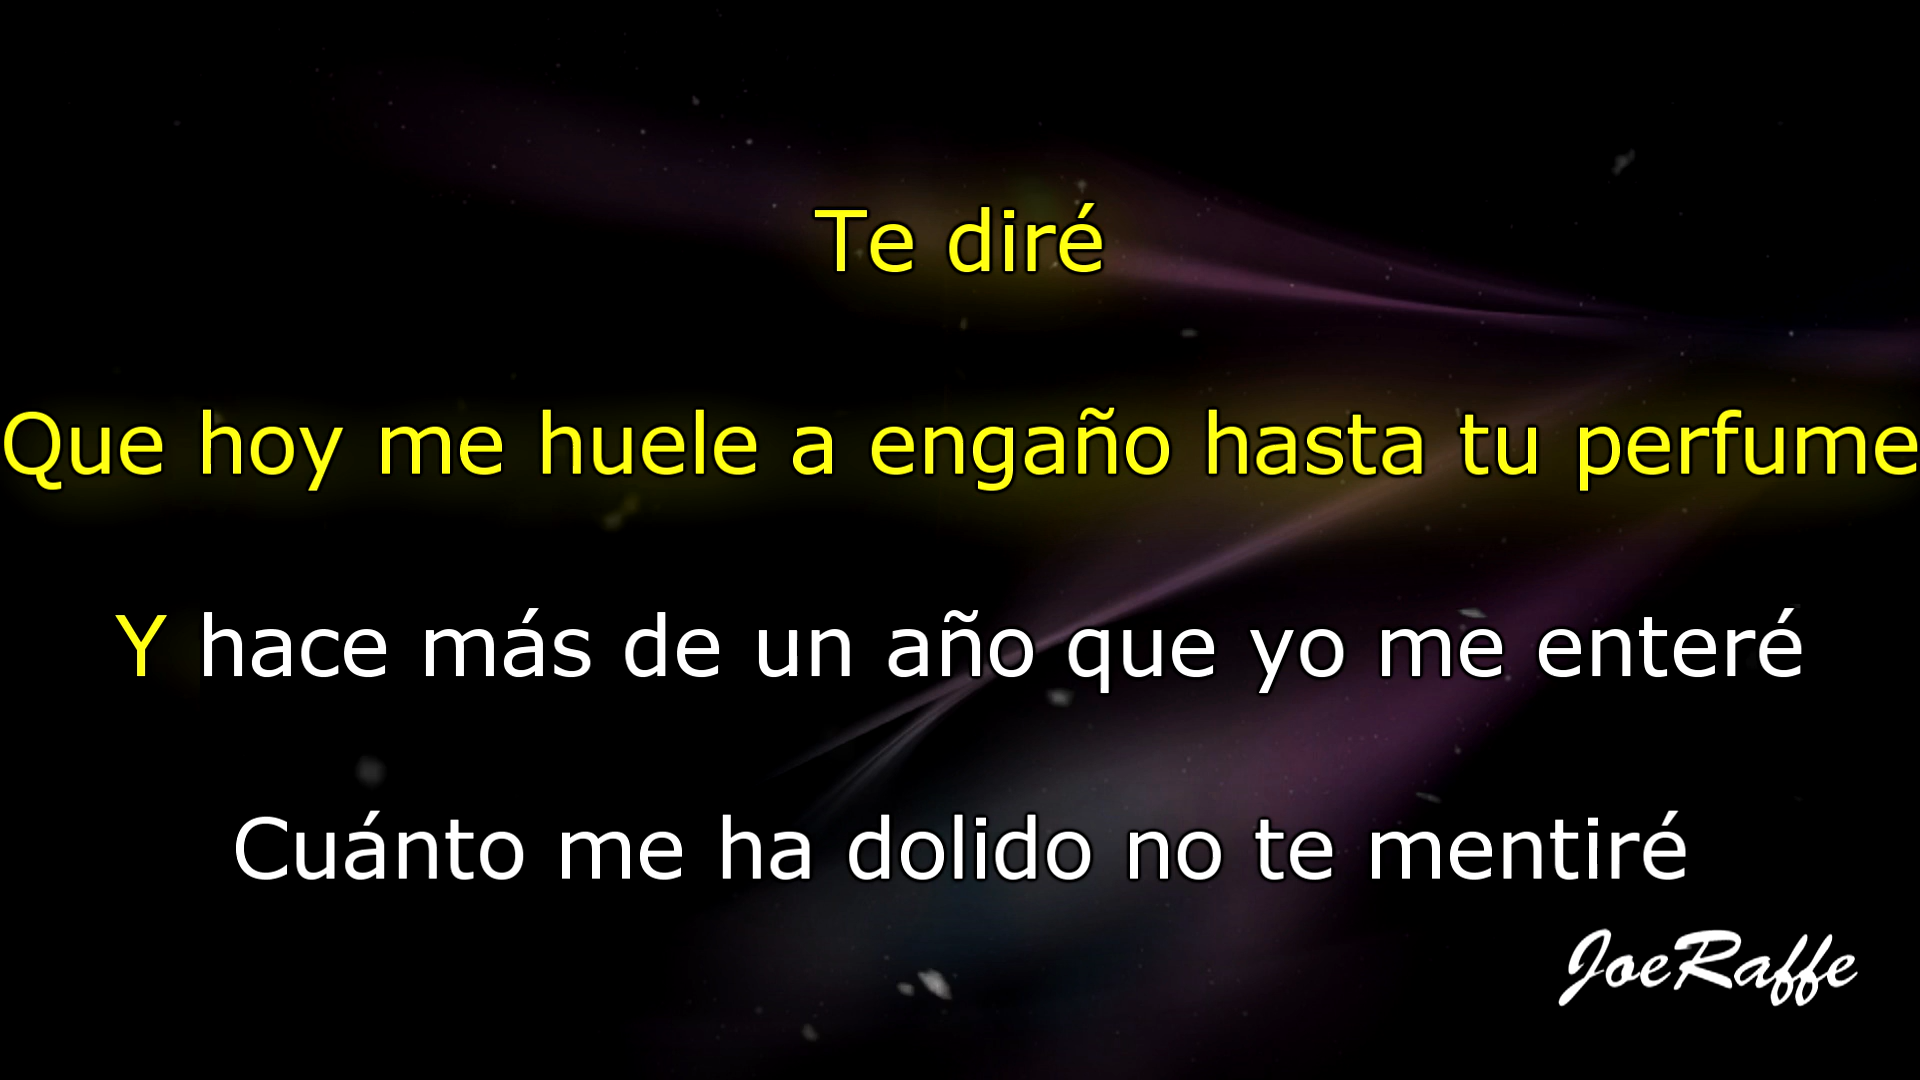 Te diré
Que hoy me huele a engaño hasta tu perfume
Y hace más de un año que yo me enteré
Cuánto me ha dolido no te mentiré
JoeRaffe